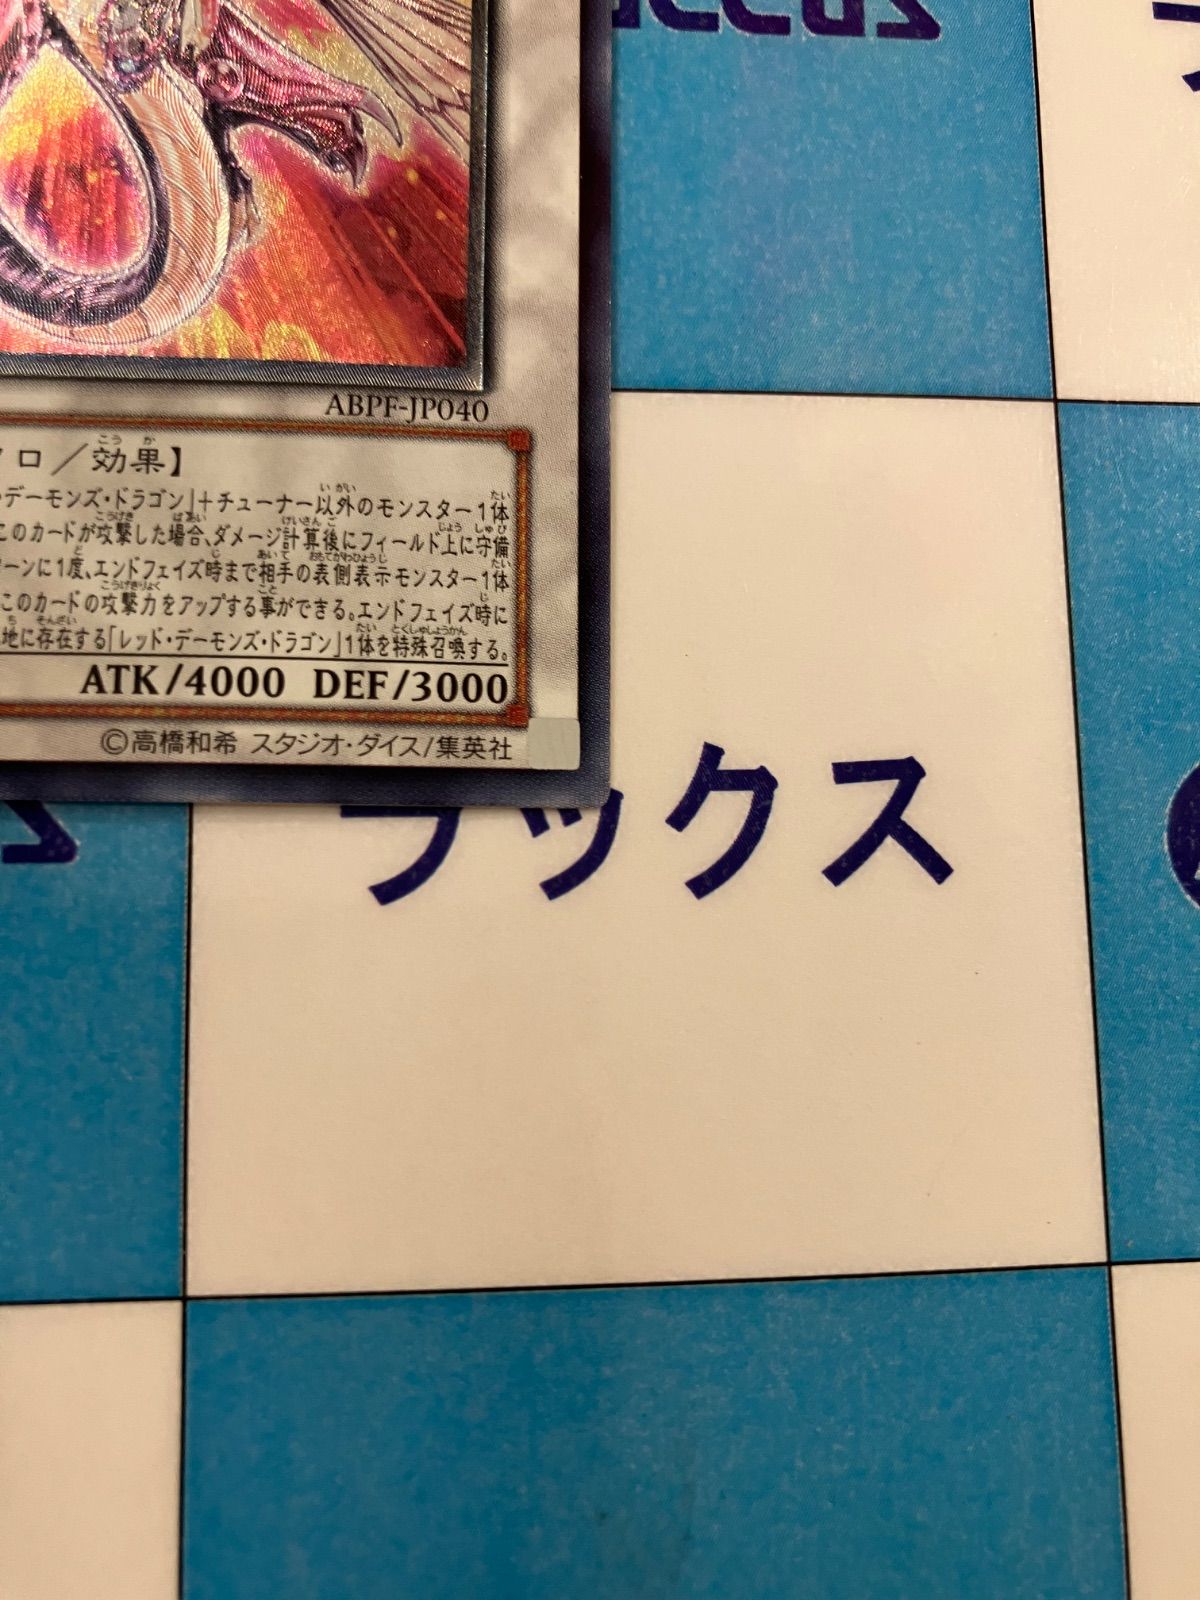 ABPF-JP040
ロ／効果】
デーモンズ・ドラゴン」＋チューナー以外のモンスター1体
このカードが攻撃した場合、ダメージ計算後にフィールド上に守備
ーンに1度、エンドフェイズ時まで相手の表側表示モンスター1体
このカードの攻撃力をアップする事ができる。エンドフェイズ時に
地に存在する「レッド・デーモンズ・ドラゴン」1体を特殊召喚する。
ATK/4000 DEF/3000
©高橋和希 スタジオ・ダイス/集英社
ラックス